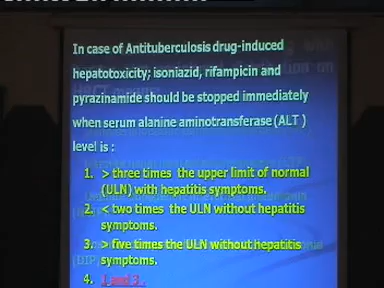 In case of Antituberculosis drug-induced
hepatotoxicity; isoniazid, rifampicin and
pyrazinamide should be stopped immediately
when serum alanine aminotransferase (ALT )
level is :
1. > three times the upper limit of normal
(ULN) with hepatitis symptoms.
2. < two times the ULN without hepatitis
symptoms.
3. > five times the ULN without hepatitis
symptoms.
4. 1 and 3 .